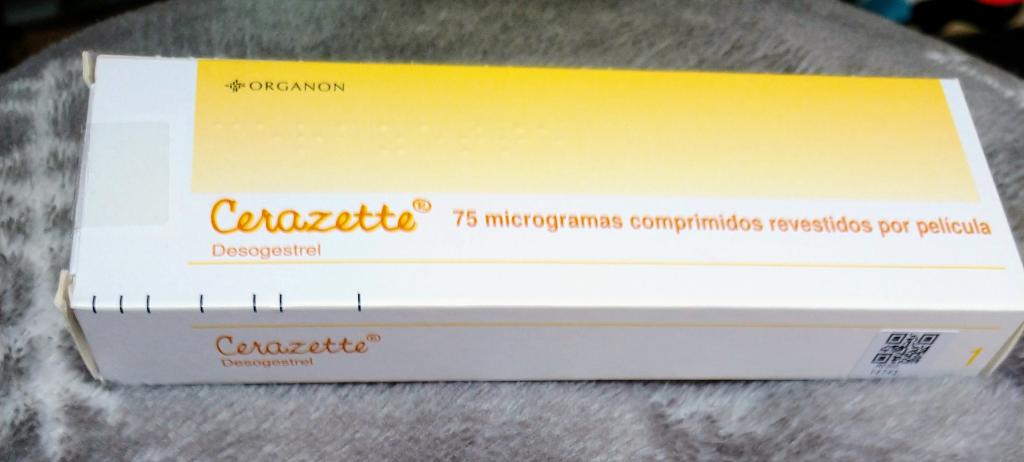 ORGANON
Cerazette® 75 microgramas comprimidos revestidos por película
Desogestrel
Cerazette®
Desogestrel
1